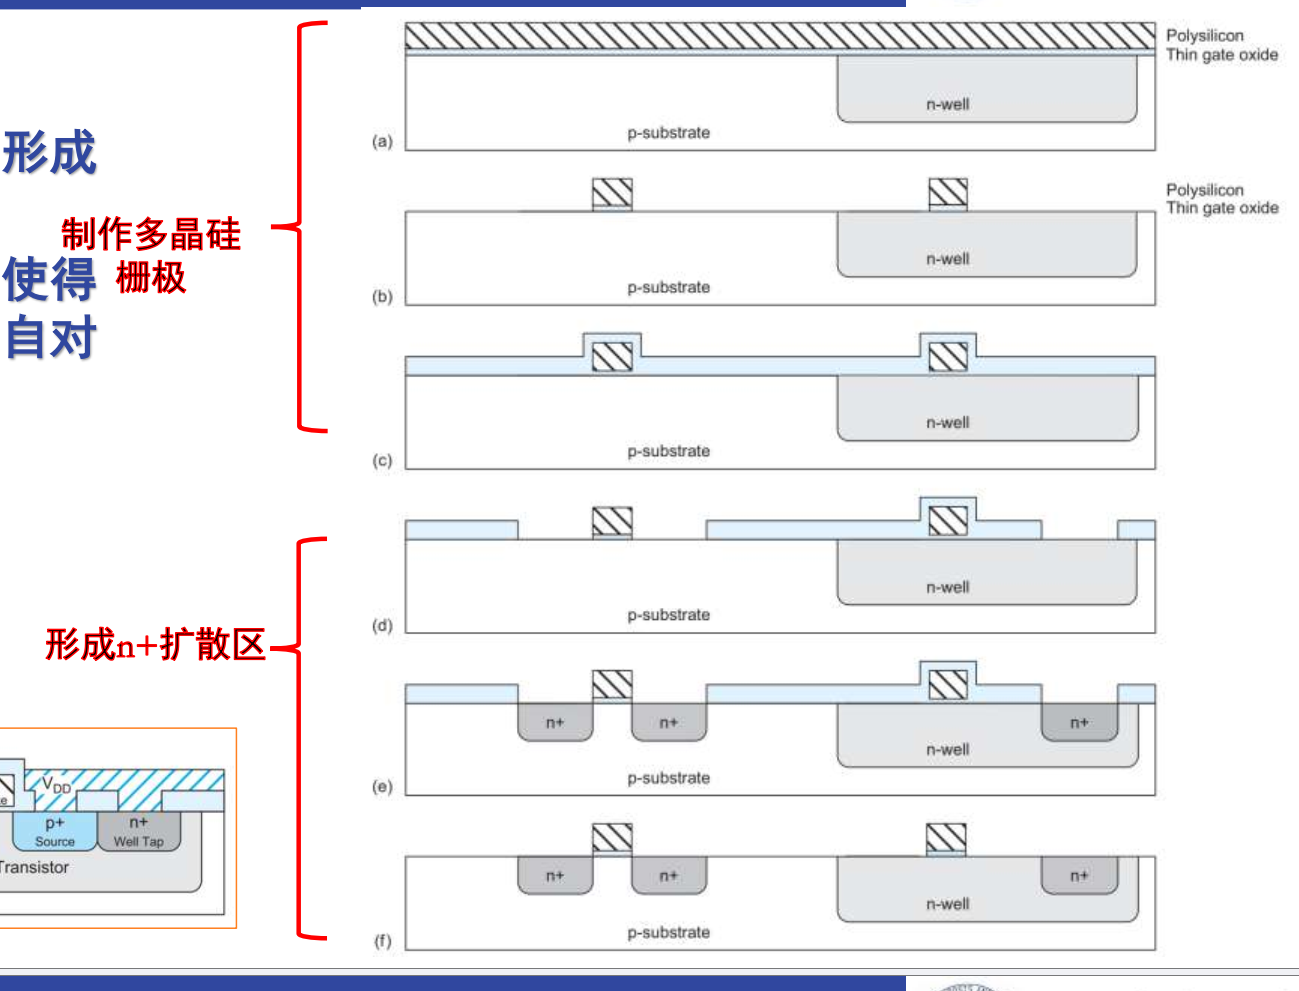 形成
制作多晶硅
栅极
使得
自对
形成n+扩散区
Polysilicon
Thin gate oxide
n-well
p-substrate
(a)
Polysilicon
Thin gate oxide
n-well
p-substrate
(b)
n-well
p-substrate
(c)
n-well
p-substrate
(d)
n+
n+
n+
n-well
p-substrate
(e)
n+
n+
n+
n-well
p-substrate
(f)
VDD
p+
n+
Source
Well Tap
Transistor